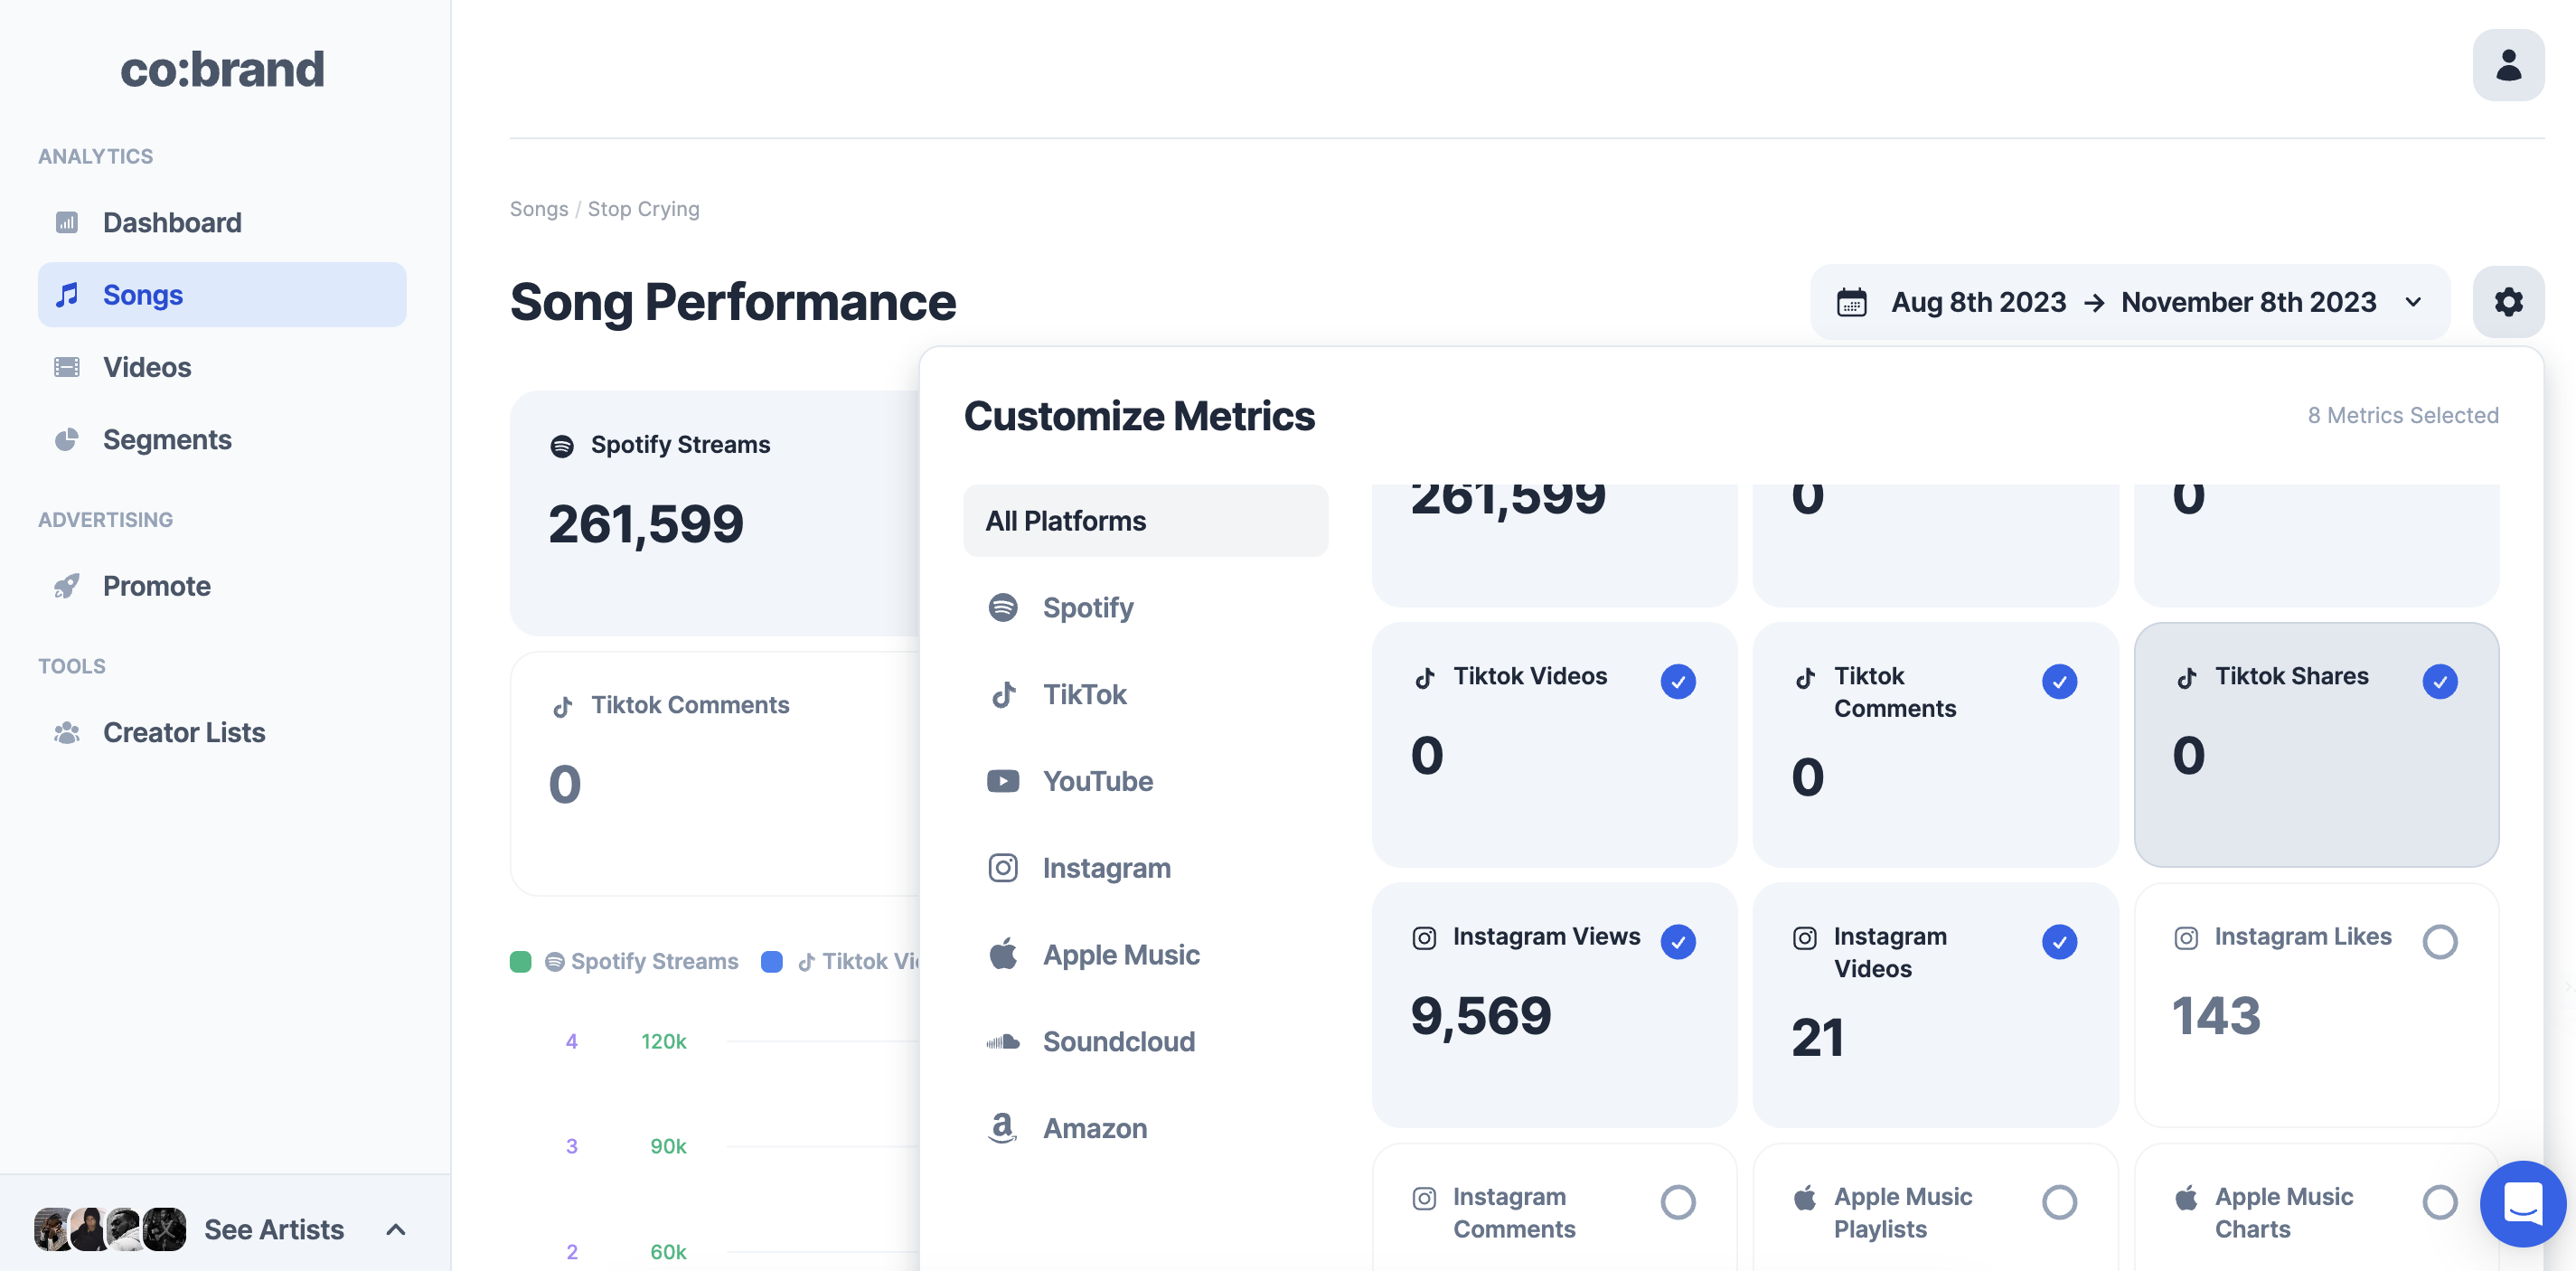 co:brand
ANALYTICS
Dashboard
Songs
Videos
Segments
ADVERTISING
Promote
TOOLS
Creator Lists
See Artists
Songs / Stop Crying
Song Performance
Aug 8th 2023 → November 8th 2023
Spotify Streams
261,599
Tiktok Comments
0
Spotify Streams
Tiktok
4
120k
3
90k
2
60k
Customize Metrics
8 Metrics Selected
All Platforms
Spotify
TikTok
YouTube
Instagram
Apple Music
Soundcloud
Amazon
261,599
0
0
Tiktok Videos
0
Tiktok
Comments
0
Tiktok Shares
0
Instagram Views
9,569
Instagram
Videos
21
Instagram Likes
143
Instagram
Comments
Apple Music
Playlists
Apple Music
Charts